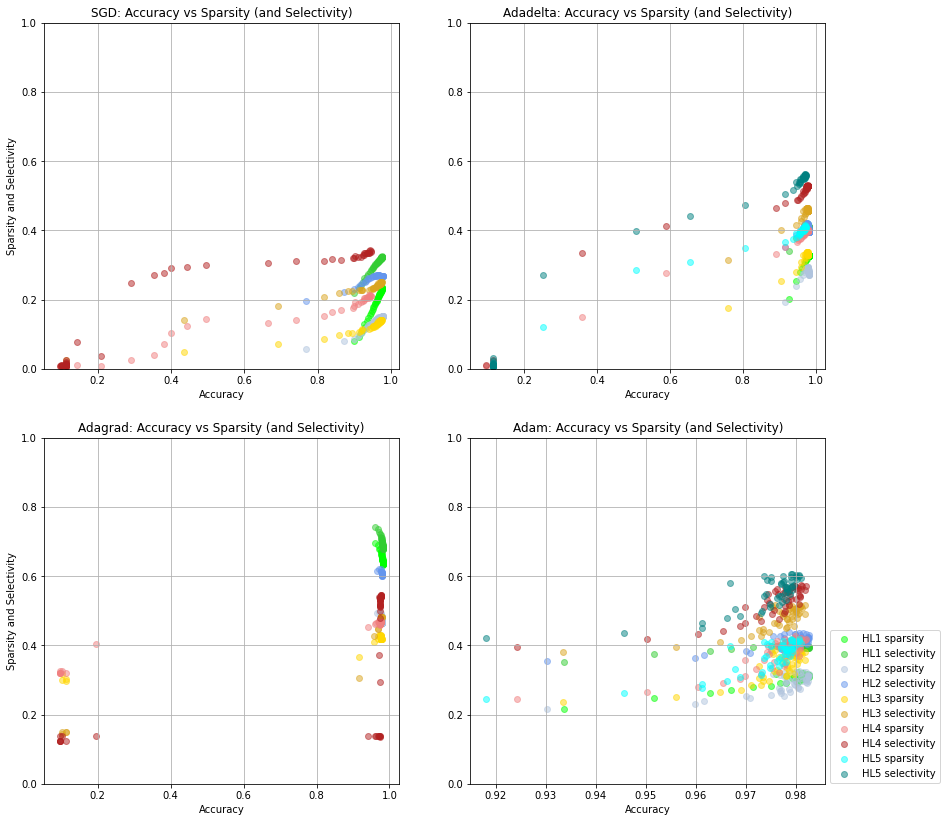 SGD: Accuracy vs Sparsity (and Selectivity)
1.0
0.8
0.6
0.4
0.2
0.0
0.2
0.4
0.6
0.8
1.0
Accuracy
Sparsity and Selectivity
Adadelta: Accuracy vs Sparsity (and Selectivity)
1.0
0.8
0.6
0.4
0.2
0.0
0.2
0.4
0.6
0.8
1.0
Accuracy
Adagrad: Accuracy vs Sparsity (and Selectivity)
1.0
0.8
0.6
0.4
0.2
0.0
0.2
0.4
0.6
0.8
1.0
Accuracy
Sparsity and Selectivity
Adam: Accuracy vs Sparsity (and Selectivity)
1.0
0.8
0.6
0.4
0.2
0.0
0.92
0.93
0.94
0.95
0.96
0.97
0.98
Accuracy
HL1 sparsity
HL1 selectivity
HL2 sparsity
HL2 selectivity
HL3 sparsity
HL3 selectivity
HL4 sparsity
HL4 selectivity
HL5 sparsity
HL5 selectivity